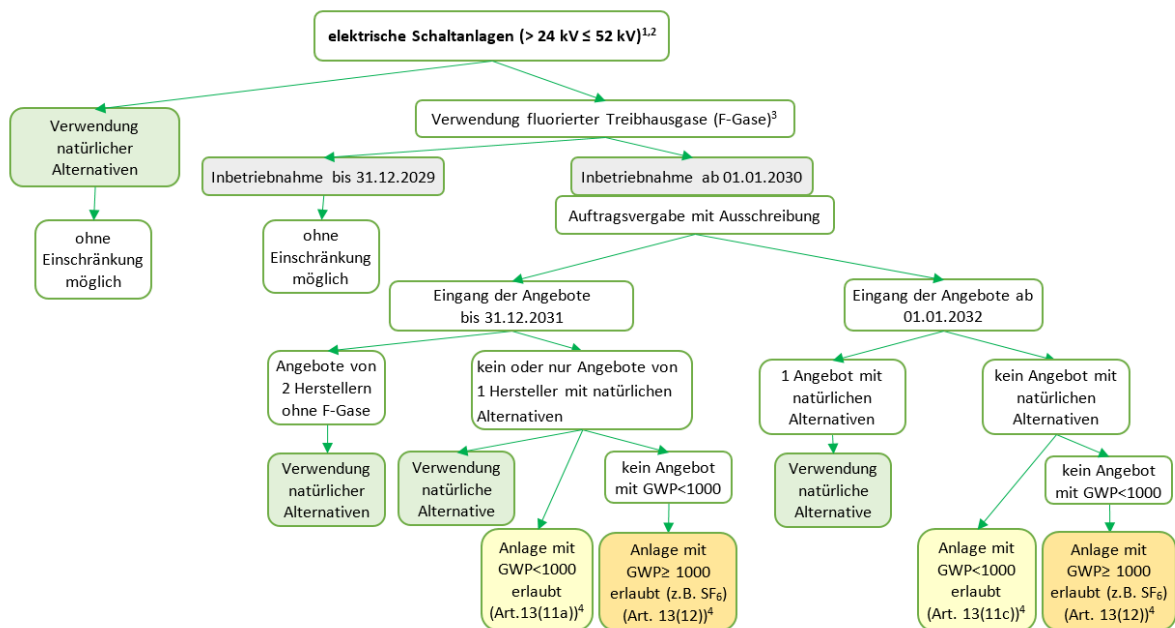 elektrische Schaltanlagen (> 24 kV ≤ 52 kV)¹,²
Verwendung
natürlicher
Alternativen
Verwendung fluorierter Treibhausgase (F-Gase)³
Inbetriebnahme bis 31.12.2029
Inbetriebnahme ab 01.01.2030
Auftragsvergabe mit Ausschreibung
ohne
Einschränkung
möglich
ohne
Einschränkung
möglich
Eingang der Angebote
bis 31.12.2031
Eingang der Angebote ab
01.01.2032
Angebote von
2 Herstellern
ohne F-Gase
kein oder nur Angebote von
1 Hersteller mit natürlichen
Alternativen
1 Angebot mit
natürlichen
Alternativen
kein Angebot mit
natürlichen
Alternativen
Verwendung
natürlicher
Alternativen
Verwendung
natürliche
Alternative
kein Angebot
mit GWP<1000
Verwendung
natürliche
Alternative
kein Angebot
mit GWP<1000
Anlage mit
GWP<1000
erlaubt
(Art.13(11a))⁴
Anlage mit
GWP≥ 1000
erlaubt (z.B. SF₆)
(Art. 13(12))⁴
Anlage mit
GWP<1000
erlaubt
(Art. 13(11c))⁴
Anlage mit
GWP≥ 1000
erlaubt (z.B. SF₆)
(Art. 13(12))⁴